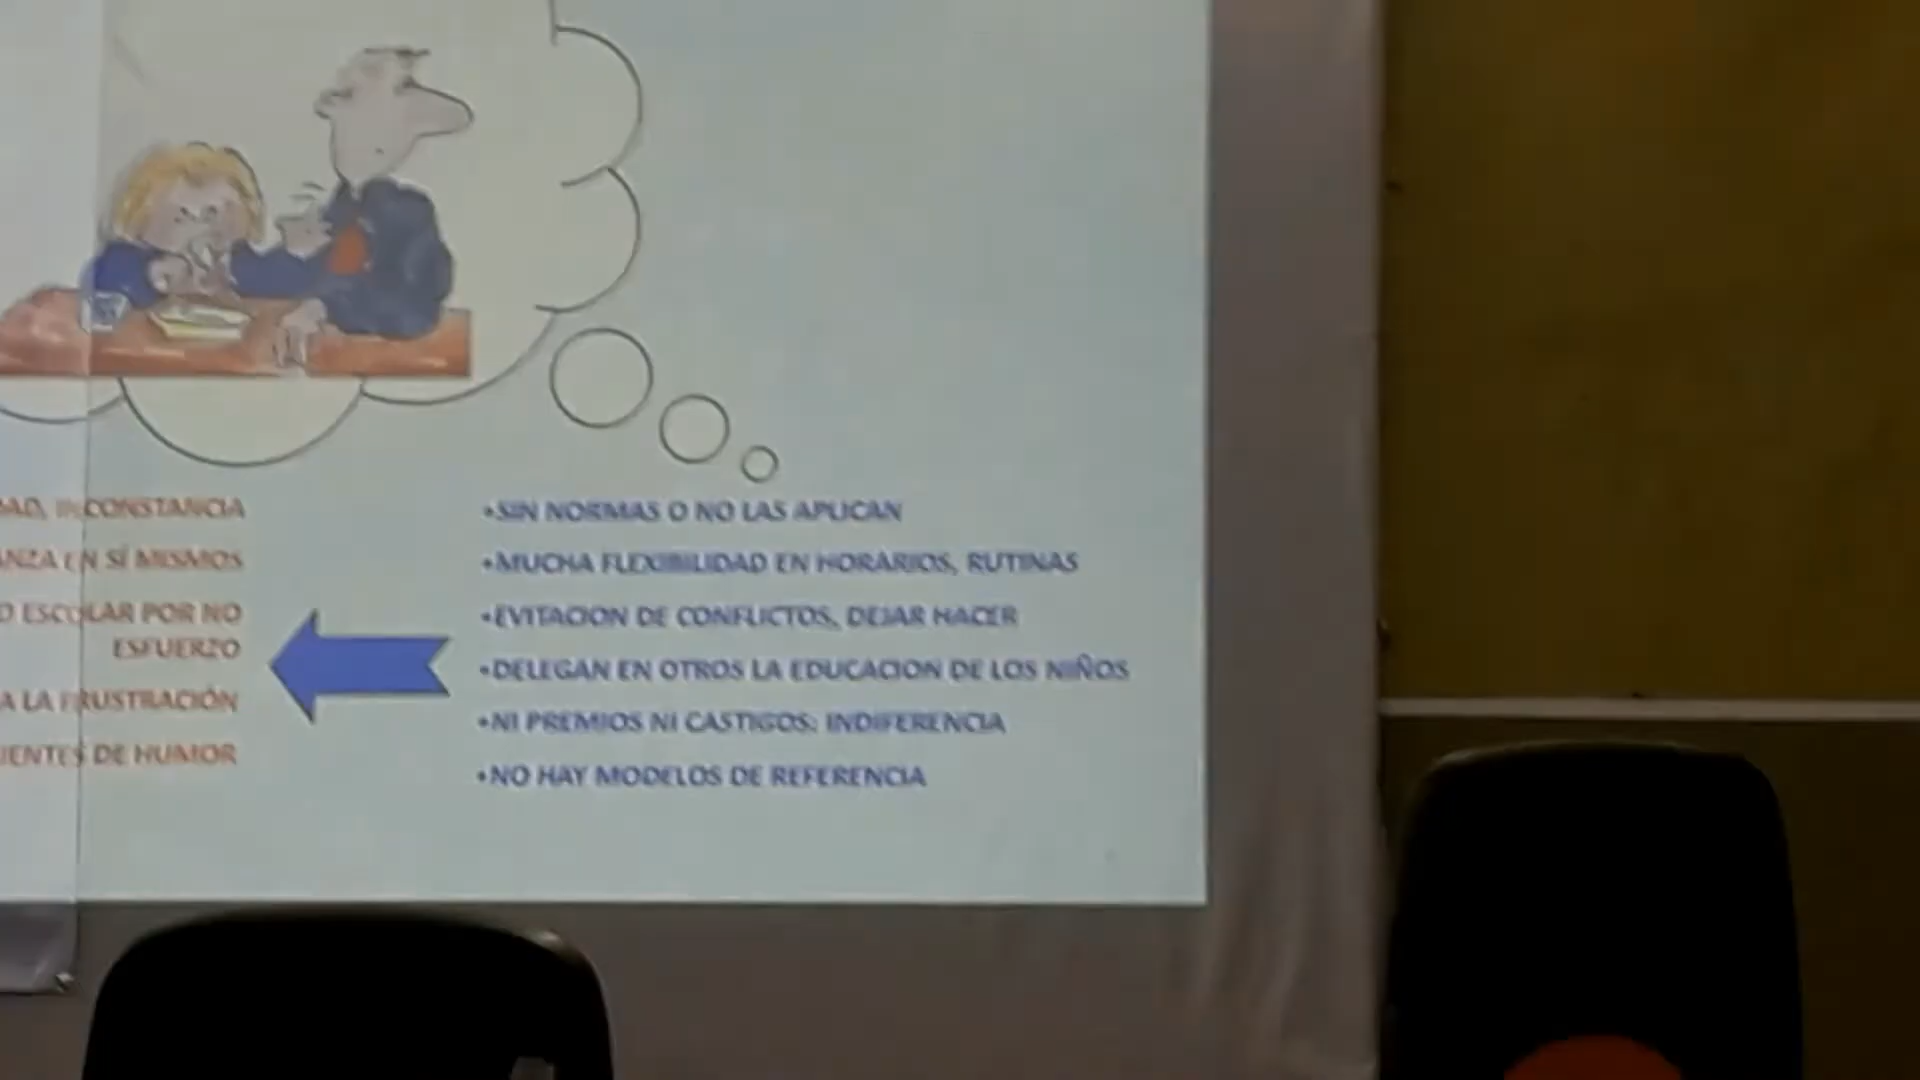 INCONSTANCIA
EN SÍ MISMOS
ESCOLAR POR NO
ESFUERZO
A LA FRUSTRACIÓN
DE HUMOR
•SIN NORMAS O NO LAS APLICAN
•MUCHA FLEXIBILIDAD EN HORARIOS, RUTINAS
•EVITACION DE CONFLICTOS, DEJAR HACER
•DELEGAN EN OTROS LA EDUCACION DE LOS NIÑOS
•NI PREMIOS NI CASTIGOS: INDIFERENCIA
•NO HAY MODELOS DE REFERENCIA